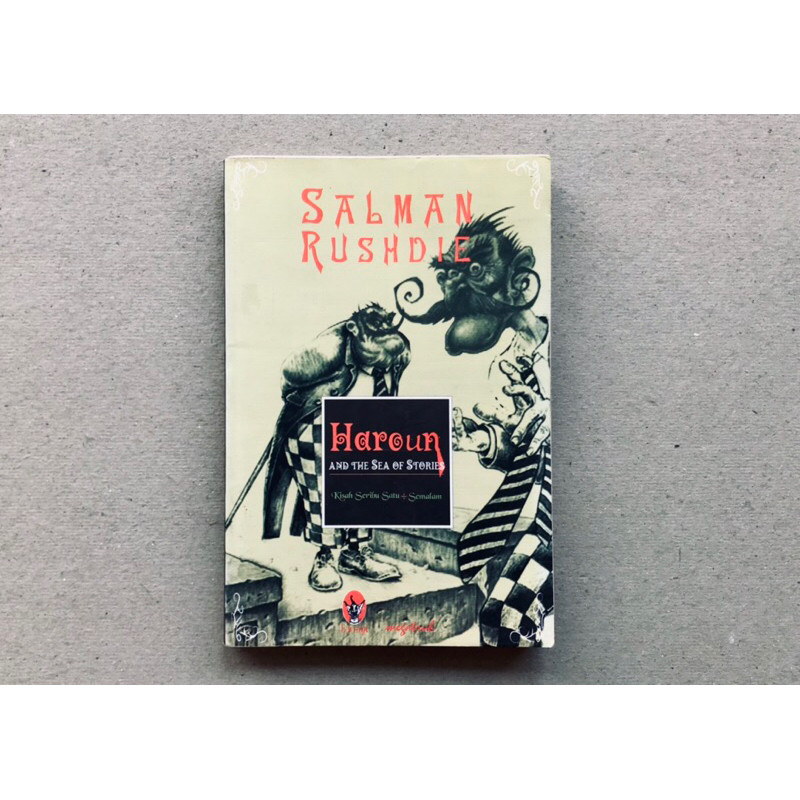 SALMAN
RUSHDIE
Haroun
AND THE SEA OF STORIES
Kisah Seribu Satu + Semalam